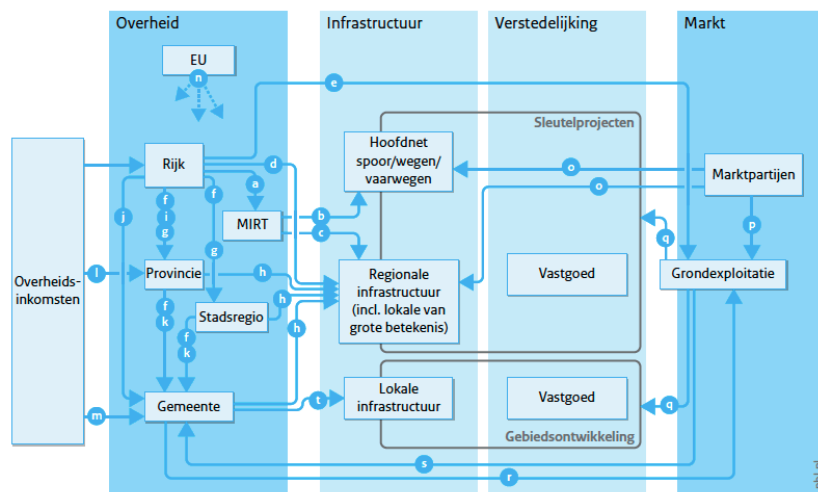 Overheid
Infrastructuur
Verstedelijking
Markt
EU
n
e
Sleutelprojecten
Rijk
d
a
Hoofdnet
spoor/wegen/
vaarwegen
o
o
Marktpartijen
j
f
i
g
f
MIRT
b
c
q
p
g
Overheids-
inkomsten
l
Provincie
h
h
h
Regionale
infrastructuur
(incl. lokale van
grote betekenis)
Vastgoed
Grondexploitatie
f
k
Stadsregio
f
k
m
Gemeente
t
Lokale
infrastructuur
Vastgoed
q
Gebiedsontwikkeling
s
r